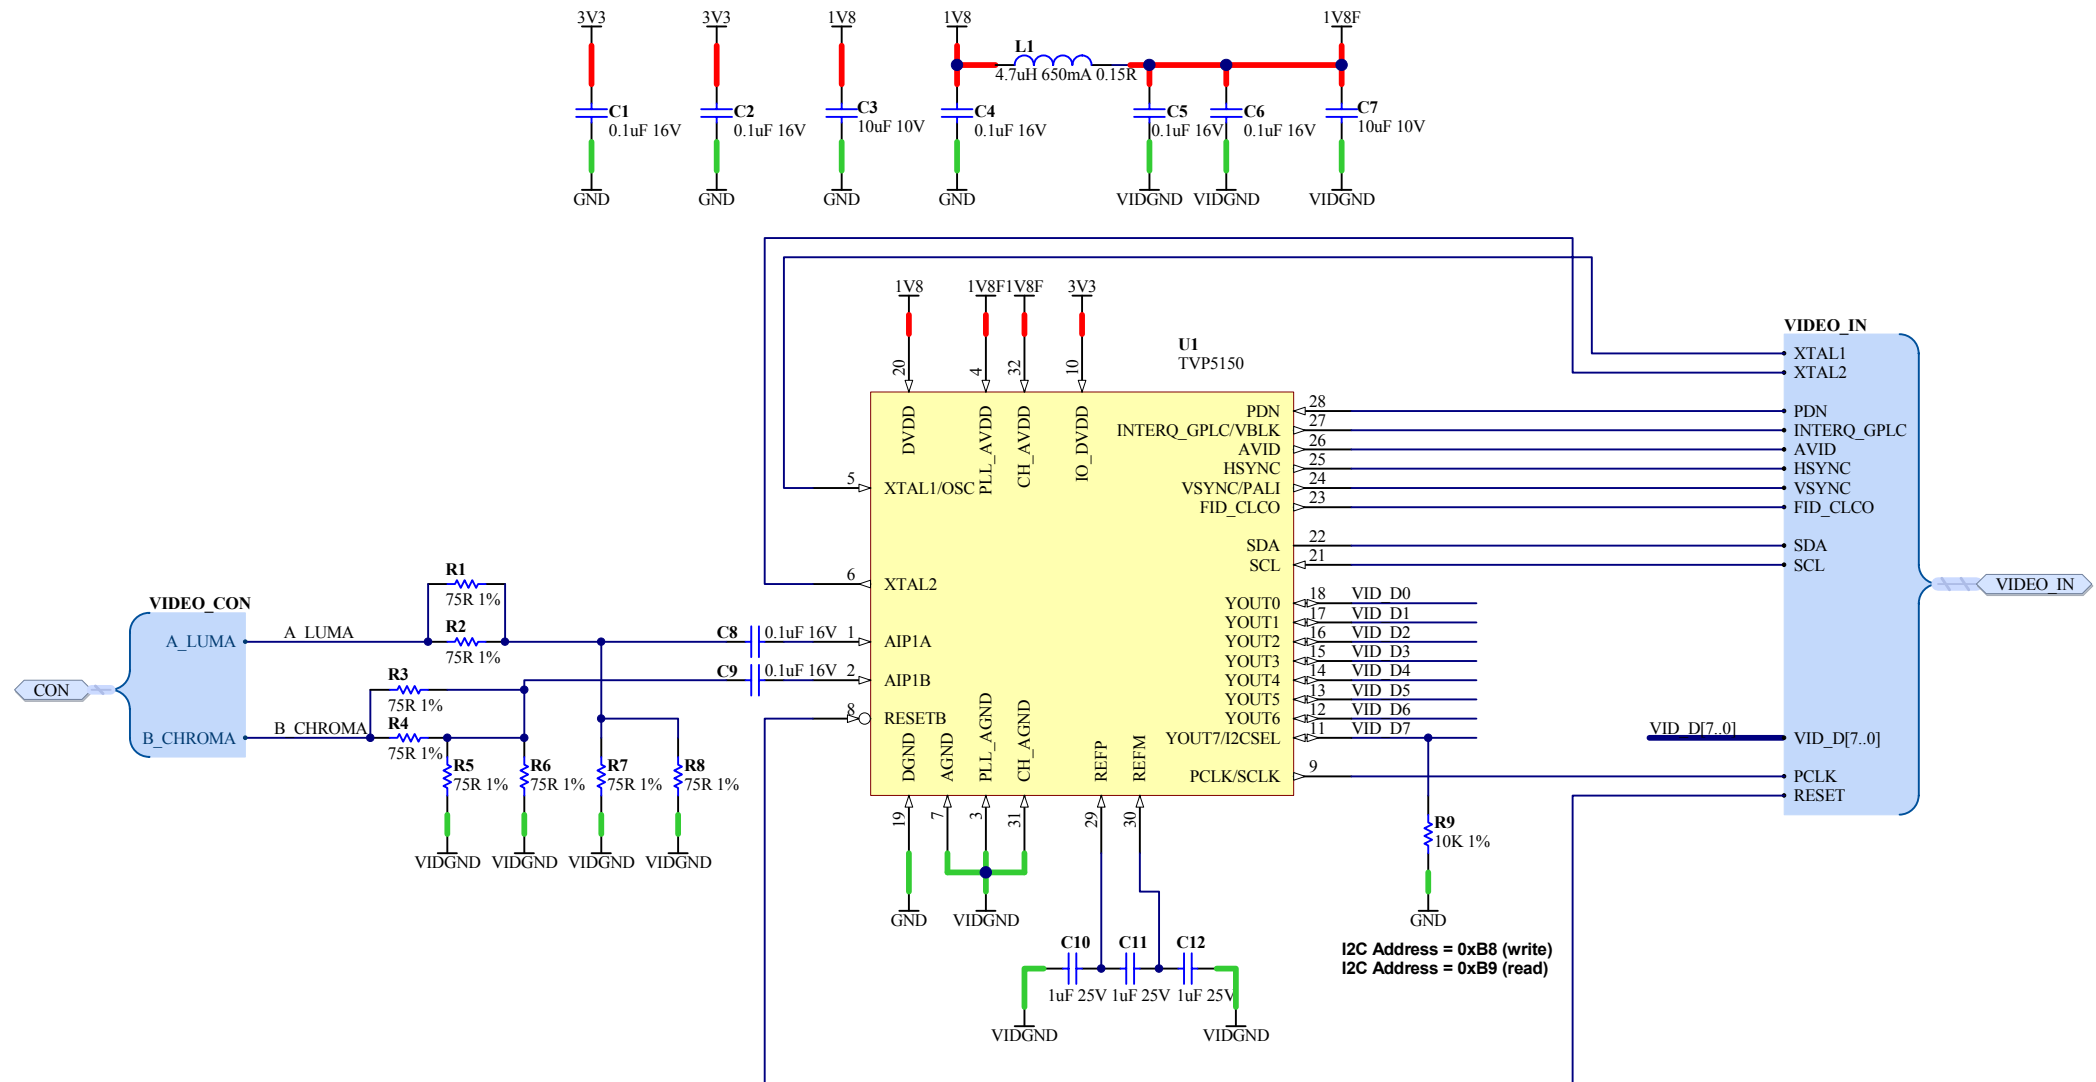 3V3 3V3 1V8 1V8 1V8F
L1
4.7uH 650mA 0.15R
C1 C2 C3 C4 C5 C6 C7
0.1uF 16V 0.1uF 16V 10uF 10V 0.1uF 16V 0.1uF 16V 0.1uF 16V 10uF 10V
GND GND GND GND VIDGND VIDGND VIDGND
1V8 1V8F 1V8F 3V3
U1
TVP5150
20 4 32 10
DVDD PLL_AVDD CH_AVDD IO_DVDD
5 XTAL1/OSC
6 XTAL2
1 AIP1A
2 AIP1B
8 RESETB
DGND AGND PLL_AGND CH_AGND REFP REFM
19 7 3 31 29 30
GND VIDGND
PDN 28
INTERQ_GPLC/VBLK 27
AVID 26
HSYNC 25
VSYNC/PALI 24
FID_CLCO 23
SDA 22
SCL 21
YOUT0 18 VID_D0
YOUT1 17 VID_D1
YOUT2 16 VID_D2
YOUT3 15 VID_D3
YOUT4 14 VID_D4
YOUT5 13 VID_D5
YOUT6 12 VID_D6
YOUT7/I2CSEL 11 VID_D7
PCLK/SCLK 9
VIDEO_IN
XTAL1
XTAL2
PDN
INTERQ_GPLC
AVID
HSYNC
VSYNC
FID_CLCO
SDA
SCL
VID_D[7..0] VID_D[7..0]
PCLK
RESET
VIDEO_IN
CON
VIDEO_CON
A_LUMA A_LUMA
B_CHROMA B_CHROMA
R1
75R 1%
R2
75R 1%
R3
75R 1%
R4
75R 1%
R5 R6 R7 R8
75R 1% 75R 1% 75R 1% 75R 1%
VIDGND VIDGND VIDGND VIDGND
C8 0.1uF 16V
C9 0.1uF 16V
R9
10K 1%
GND
I2C Address = 0xB8 (write)
I2C Address = 0xB9 (read)
C10 C11 C12
1uF 25V 1uF 25V 1uF 25V
VIDGND VIDGND